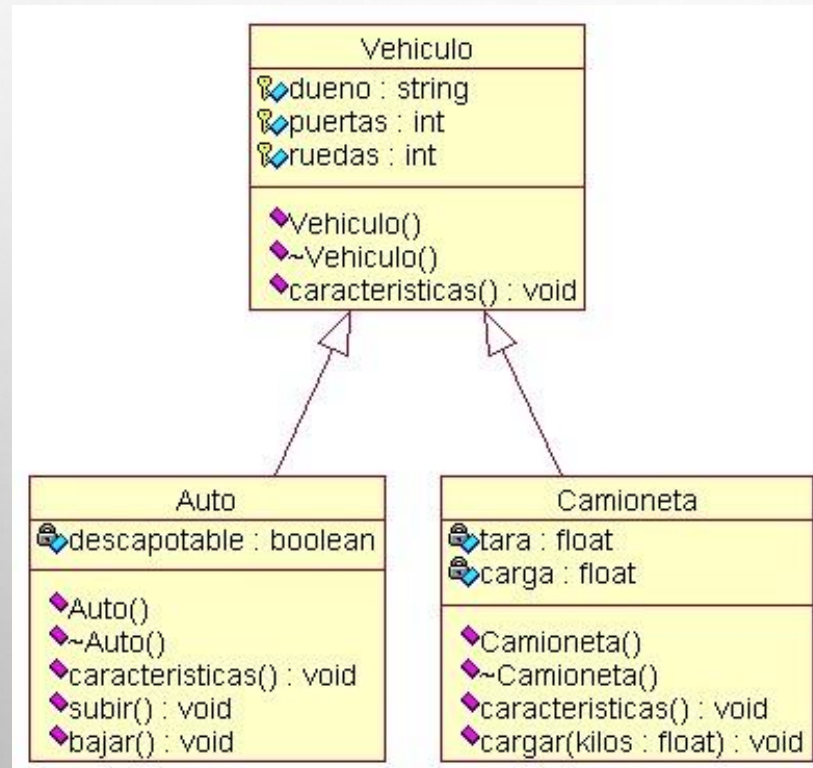 Vehiculo
dueno : string
puertas : int
ruedas : int
Vehiculo()
~Vehiculo()
caracteristicas() : void
Auto
descapotable : boolean
Auto()
~Auto()
caracteristicas() : void
subir() : void
bajar() : void
Camioneta
tara : float
carga : float
Camioneta()
~Camioneta()
caracteristicas() : void
cargar(kilos : float) : void